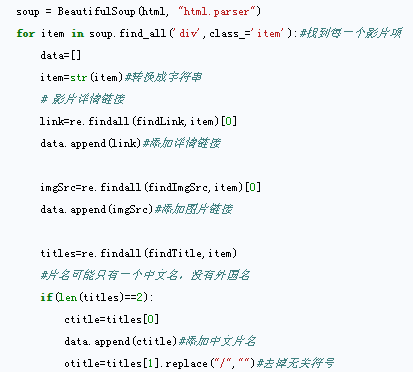 soup = BeautifulSoup(html, "html.parser")
for item in soup.find_all('div',class_='item'):#找到每一个影片项
data=[]
item=str(item)#转换成字符串
# 影片详情链接
link=re.findall(findLink,item)[0]
data.append(link)#添加详情链接
imgSrc=re.findall(findImgSrc,item)[0]
data.append(imgSrc)#添加图片链接
titles=re.findall(findTitle,item)
#片名可能只有一个中文名，没有外国名
if(len(titles)==2):
ctitle=titles[0]
data.append(ctitle)#添加中文片名
otitle=titles[1].replace("/","")#去掉无关符号